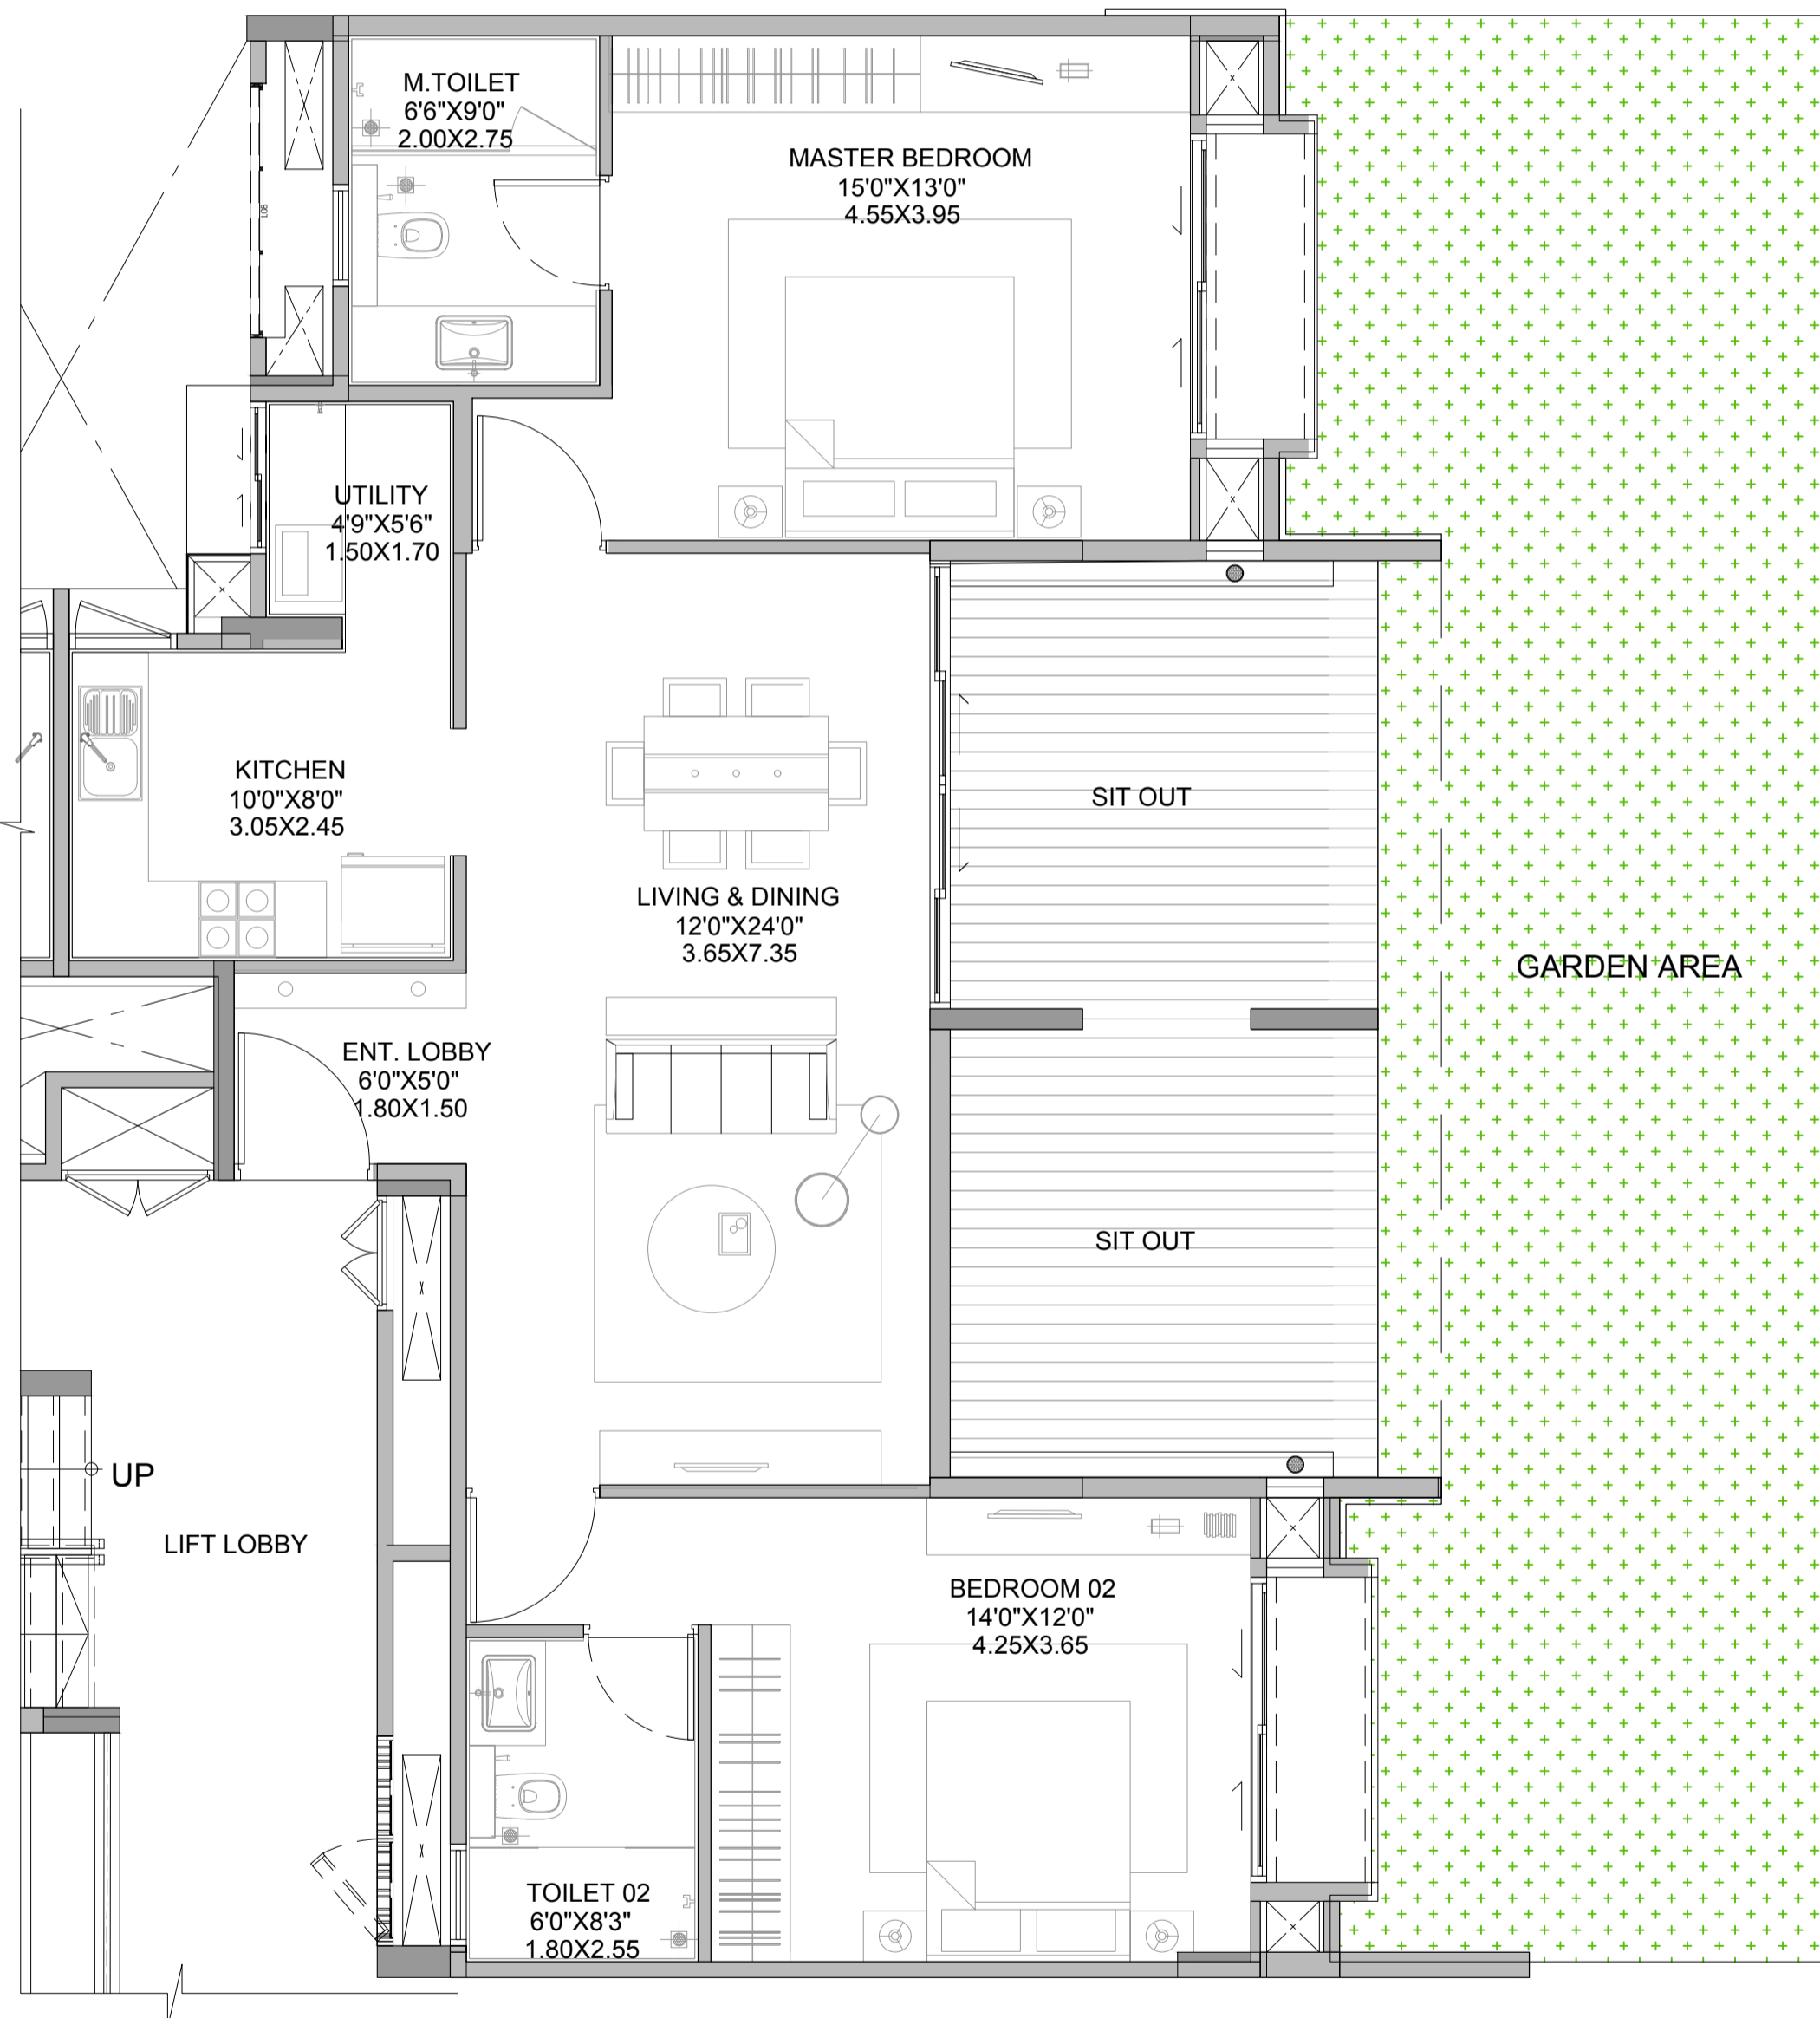 M.TOILET
6'6"X9'0"
2.00X2.75
MASTER BEDROOM
15'0"X13'0"
4.55X3.95
UTILITY
4'9"X5'6"
1.50X1.70
KITCHEN
10'0"X8'0"
3.05X2.45
SIT OUT
LIVING & DINING
12'0"X24'0"
3.65X7.35
GARDEN AREA
ENT. LOBBY
6'0"X5'0"
1.80X1.50
SIT OUT
UP
LIFT LOBBY
BEDROOM 02
14'0"X12'0"
4.25X3.65
TOILET 02
6'0"X8'3"
1.80X2.55